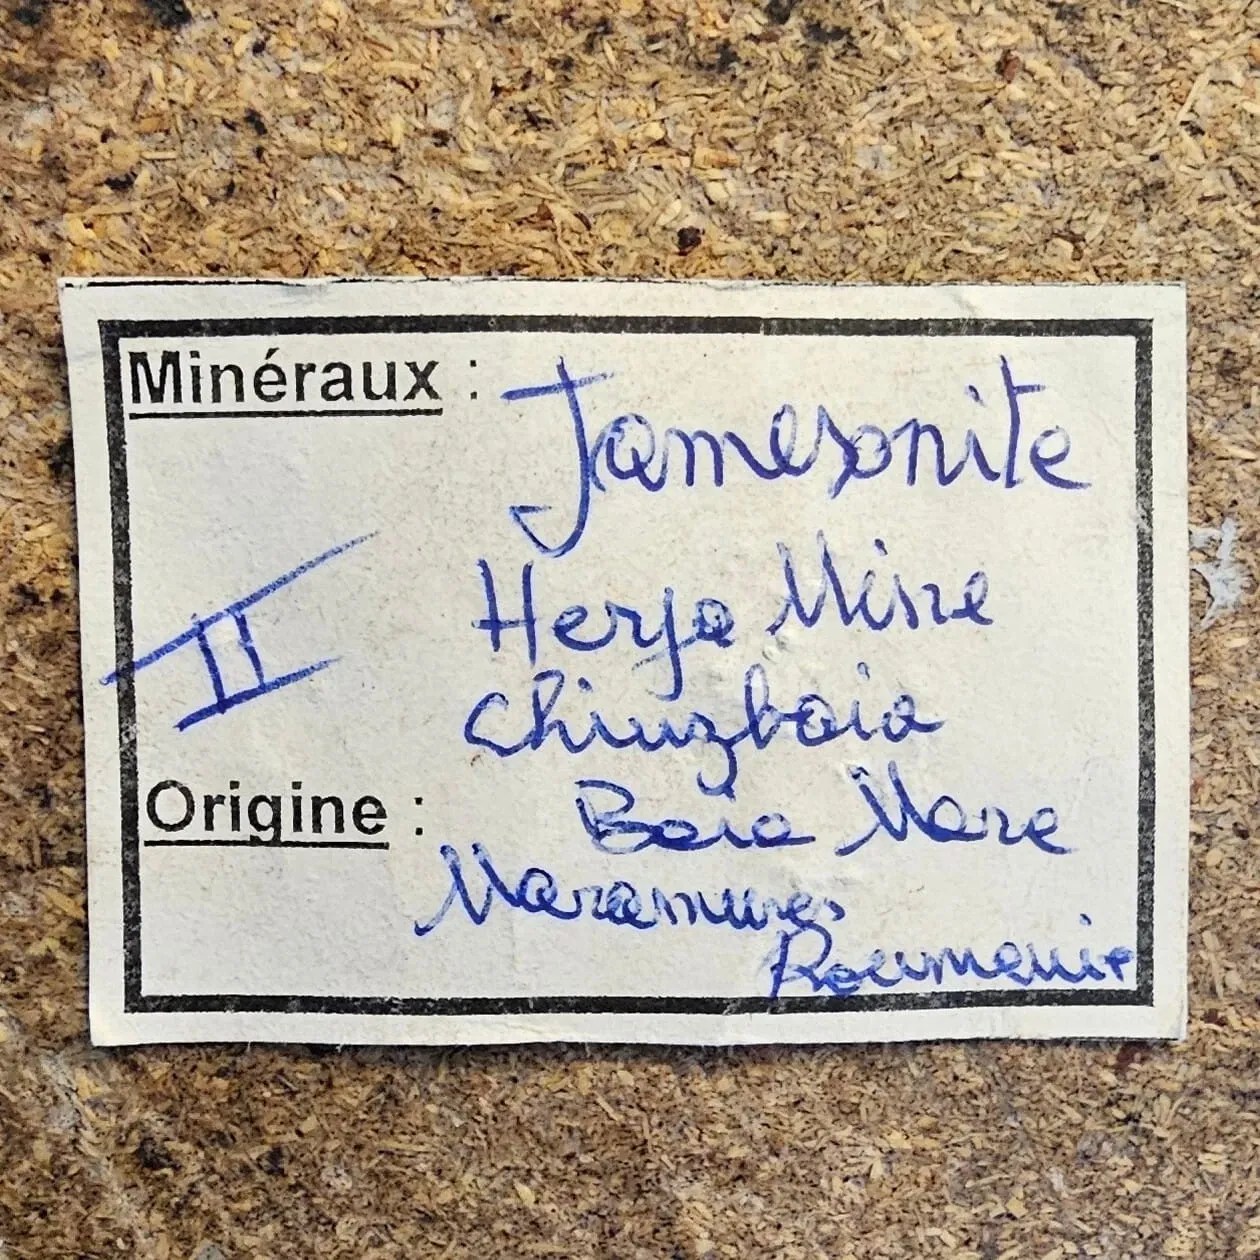 Minéraux : Jamesonite
Herja Mine
II
Chiuzbaia
Origine : Baia Mare
Maramures
Roumanie